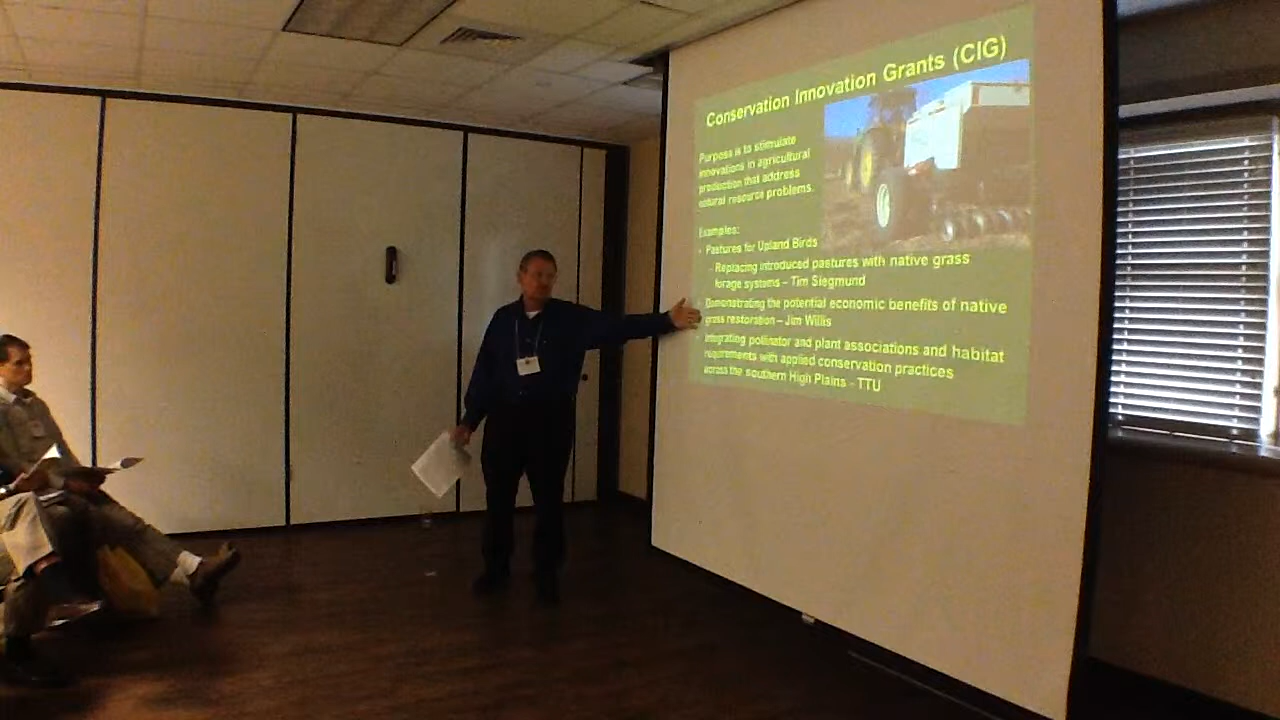 Conservation Innovation Grants (CIG)
Purpose is to stimulate
innovations in agricultural
production that address
natural resource problems.
Examples:
- Pastures for Upland Birds
- Replacing introduced pastures with native grass
forage systems – Tim Siegmund
Demonstrating the potential economic benefits of native
grass restoration – Jim Willis
- Integrating pollinator and plant associations and habitat
requirements with applied conservation practices
across the southern High Plains - TTU